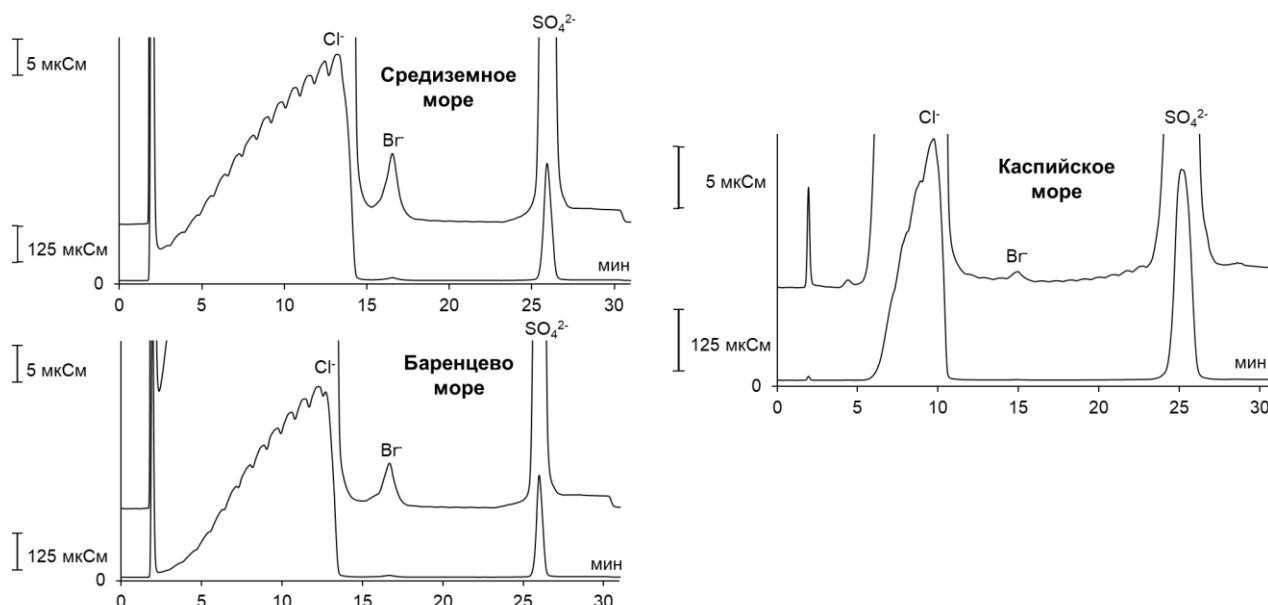 5 мкСм
Cl-
SO₄²⁻
Средиземное
море
Br-
125 мкСм
0
мин
0 5 10 15 20 25 30
5 мкСм
Cl-
SO₄²⁻
Баренцево
море
Br-
125 мкСм
0
мин
0 5 10 15 20 25 30
5 мкСм
Cl-
SO₄²⁻
Каспийское
море
Br-
125 мкСм
0
мин
0 5 10 15 20 25 30